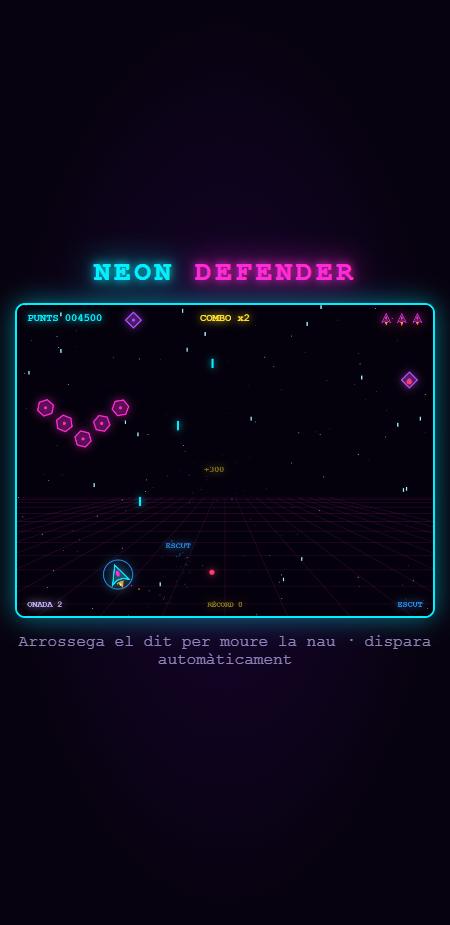 NEON DEFENDER
PUNTS 004500
COMBO x2
+300
ESCUT
ONADA 2
RÈCORD 0
ESCUT
Arrossega el dit per moure la nau · dispara
automàticament